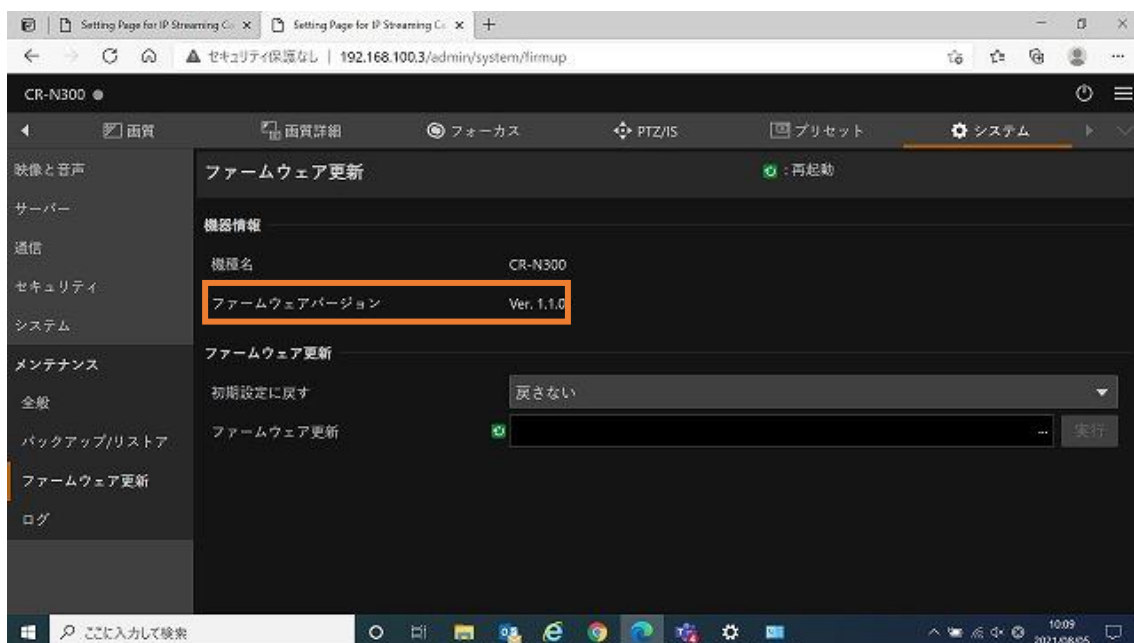 Setting Page for IP Streaming C
Setting Page for IP Streaming C
セキュリティ保護なし | 192.168.100.3/admin/system/firmup
CR-N300
画質 画質詳細 フォーカス PTZ/IS プリセット システム
映像と音声
サーバー
通信
セキュリティ
システム
メンテナンス
全般
バックアップ/リストア
ファームウェア更新
ログ
ファームウェア更新
:再起動
機器情報
機種名 CR-N300
ファームウェアバージョン Ver. 1.1.0
ファームウェア更新
初期設定に戻す 戻さない
ファームウェア更新 ... 実行
ここに入力して検索
10:09
2021/08/05